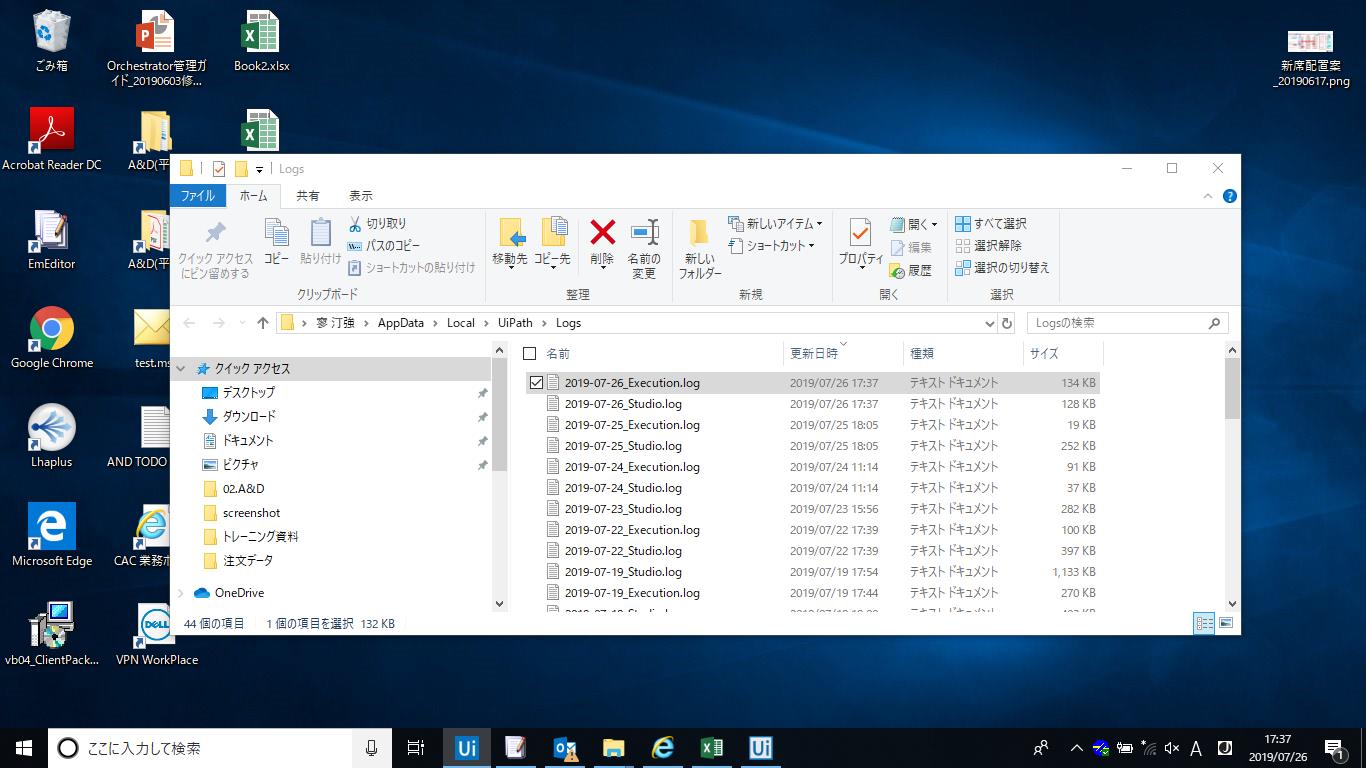 ごみ箱
Orchestrator管理ガ
イド_20190603修...
Book2.xlsx
新席配置案
_20190617.png
Acrobat Reader DC
A&D(平
EmEditor
A&D(平
Google Chrome
test.ms
Lhaplus
AND TODO
Microsoft Edge
CAC 業務ポ
vb04_ClientPack...
VPN WorkPlace
DELL
Logs
ファイル
ホーム
共有
表示
クイック アクセス
にピン留めする
コピー
貼り付け
切り取り
パスのコピー
ショートカットの貼り付け
クリップボード
移動先
コピー先
削除
名前の
変更
整理
新しい
フォルダー
新しいアイテム
ショートカット
新規
プロパティ
開く
編集
履歴
開く
すべて選択
選択解除
選択の切り替え
選択
寥 汀強 › AppData › Local › UiPath › Logs
Logsの検索
クイック アクセス
デスクトップ
ダウンロード
ドキュメント
ピクチャ
02.A&D
screenshot
トレーニング資料
注文データ
OneDrive
名前 更新日時 種類 サイズ
2019-07-26_Execution.log 2019/07/26 17:37 テキスト ドキュメント 134 KB
2019-07-26_Studio.log 2019/07/26 17:37 テキスト ドキュメント 128 KB
2019-07-25_Execution.log 2019/07/25 18:05 テキスト ドキュメント 19 KB
2019-07-25_Studio.log 2019/07/25 18:05 テキスト ドキュメント 252 KB
2019-07-24_Execution.log 2019/07/24 11:14 テキスト ドキュメント 91 KB
2019-07-24_Studio.log 2019/07/24 11:14 テキスト ドキュメント 37 KB
2019-07-23_Studio.log 2019/07/23 15:56 テキスト ドキュメント 282 KB
2019-07-22_Execution.log 2019/07/22 17:39 テキスト ドキュメント 100 KB
2019-07-22_Studio.log 2019/07/22 17:39 テキスト ドキュメント 397 KB
2019-07-19_Studio.log 2019/07/19 17:54 テキスト ドキュメント 1,133 KB
2019-07-19_Execution.log 2019/07/19 17:44 テキスト ドキュメント 270 KB
44 個の項目 1 個の項目を選択 132 KB
ここに入力して検索
Ui
Ui
A
17:37
2019/07/26
1